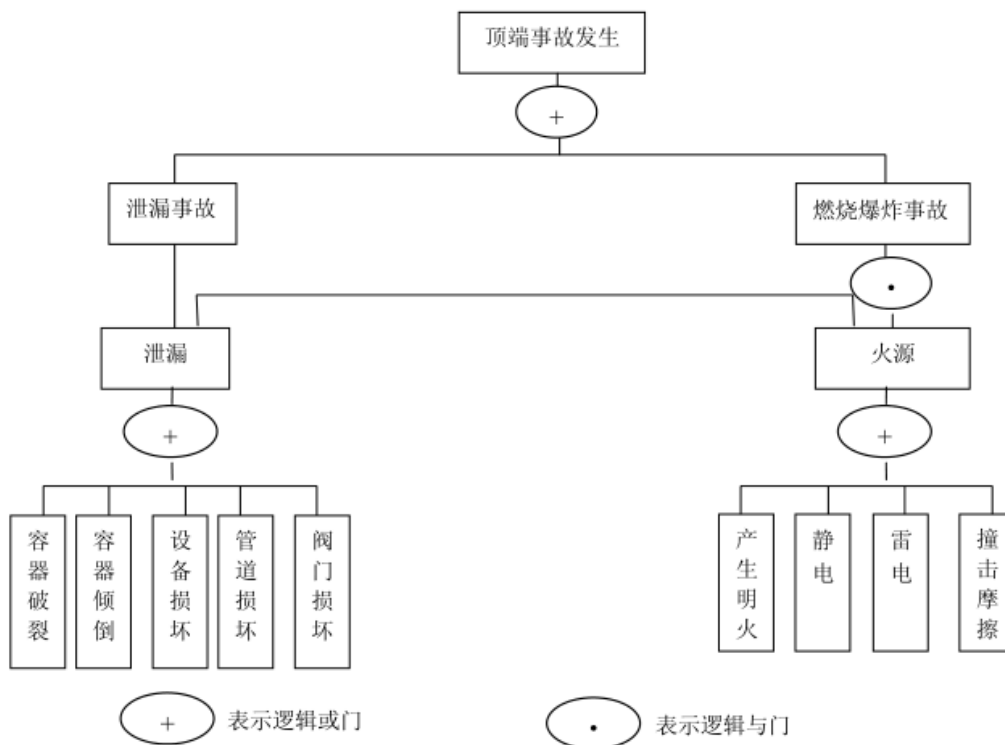 顶端事故发生
+
泄漏事故
燃烧爆炸事故
·
泄漏
火源
+
+
容器破裂
容器倾倒
设备损坏
管道损坏
阀门损坏
产生明火
静电
雷电
撞击摩擦
+
表示逻辑或门
·
表示逻辑与门